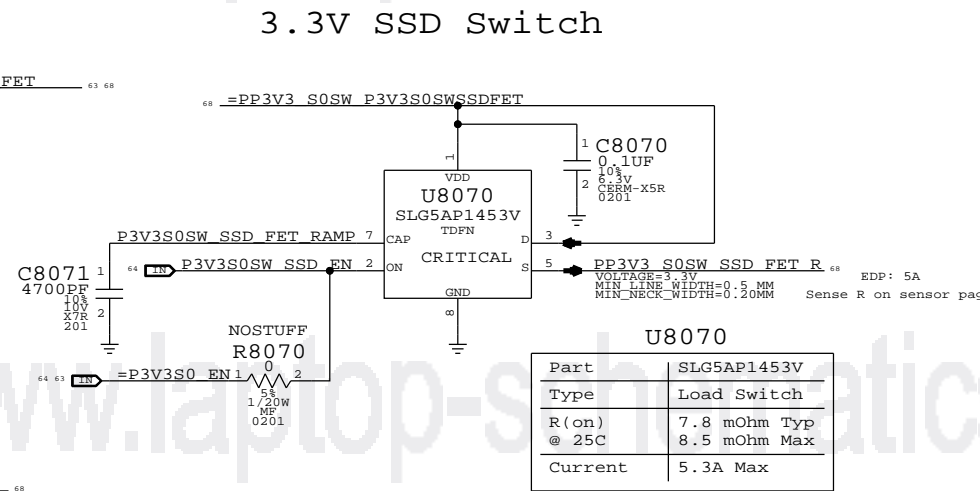 3.3V SSD Switch
FET 63 68
68 =PP3V3_S0SW_P3V3S0SWSSDFET
1
VDD
1 C8070
0.1UF
10%
6.3V
2 CERM-X5R
0201
U8070
SLG5AP1453V
TDFN
P3V3S0SW_SSD_FET_RAMP 7 CAP
D 3
CRITICAL
64 IN P3V3S0SW_SSD_EN 2 ON
S 5 PP3V3_S0SW_SSD_FET_R 68
VOLTAGE=3.3V
MIN_LINE_WIDTH=0.5 MM
MIN_NECK_WIDTH=0.20MM
EDP: 5A
Sense R on sensor pag
C8071 1
4700PF
10%
10V
X7R 2
201
GND
8
NOSTUFF
R8070
0
64 63 IN =P3V3S0_EN 1 2
5%
1/20W
MF
0201
U8070
Part SLG5AP1453V
Type Load Switch
R(on) 7.8 mOhm Typ
@ 25C 8.5 mOhm Max
Current 5.3A Max
68
ww.laptop-schematic